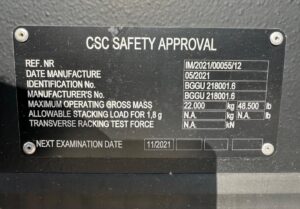 CSC SAFETY APPROVAL
REF. NR IM/2021/00055/12
DATE MANUFACTURE 05/2021
IDENTIFICATION No. BGGU 218001.6
MANUFACTURER'S No. BGGU 218001.6
MAXIMUM OPERATING GROSS MASS 22.000 kg 48.500 lb
ALLOWABLE STACKING LOAD FOR 1,8 g N.A. kg N.A. lb
TRANSVERSE RACKING TEST FORCE N.A. kN
NEXT EXAMINATION DATE 11/2021